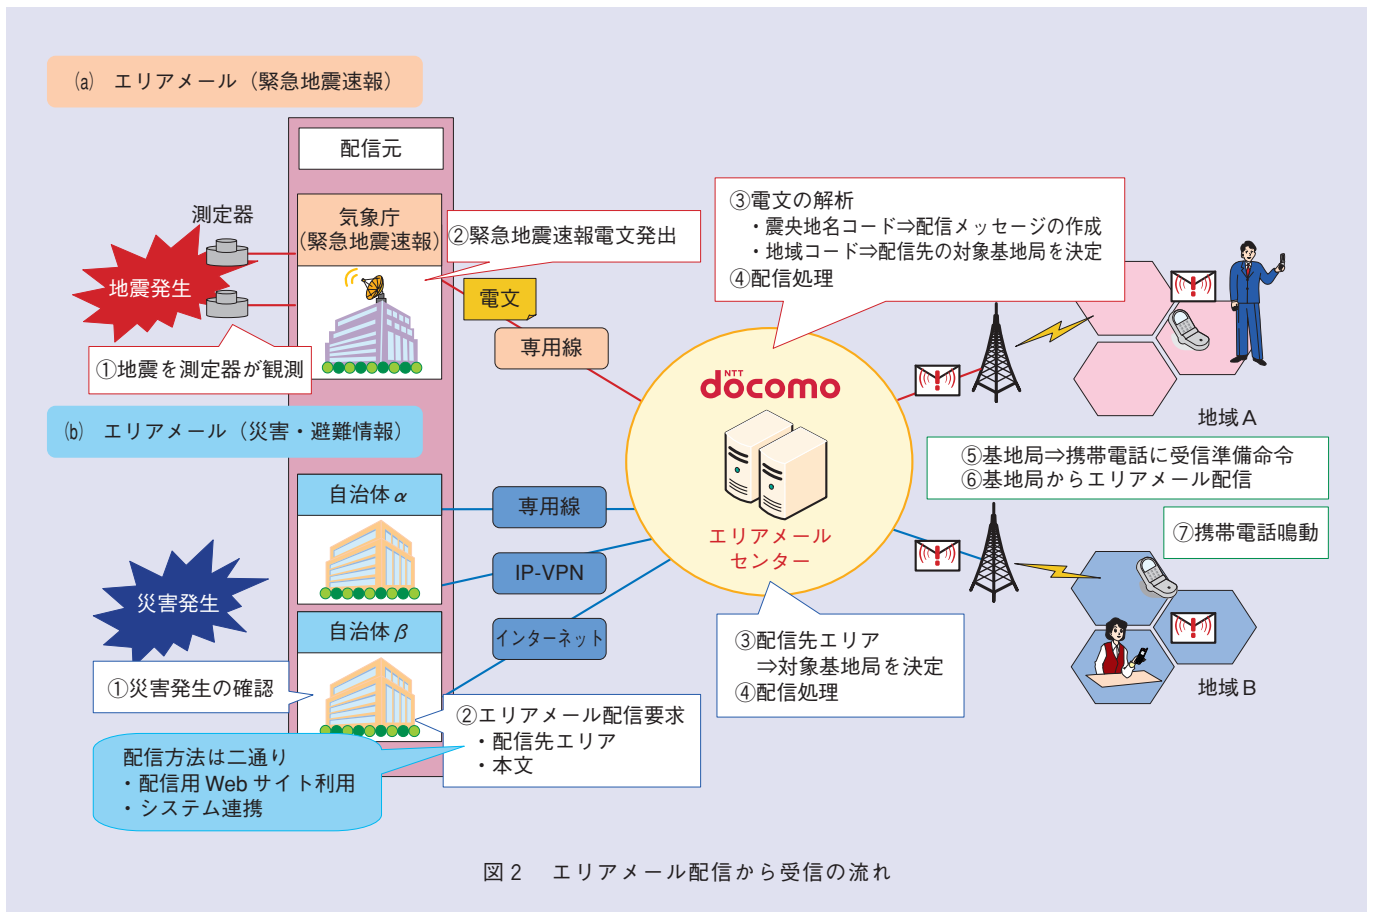 (a) エリアメール（緊急地震速報）
配信元
測定器
気象庁
（緊急地震速報）
地震発生
①地震を測定器が観測
②緊急地震速報電文発出
電文
専用線
③電文の解析
・震央地名コード⇒配信メッセージの作成
・地域コード⇒配信先の対象基地局を決定
④配信処理
NTT
docomo
エリアメール
センター
地域A
(b) エリアメール（災害・避難情報）
自治体α
専用線
IP-VPN
災害発生
自治体β
インターネット
①災害発生の確認
②エリアメール配信要求
・配信先エリア
・本文
配信方法は二通り
・配信用Webサイト利用
・システム連携
③配信先エリア
⇒対象基地局を決定
④配信処理
⑤基地局⇒携帯電話に受信準備命令
⑥基地局からエリアメール配信
⑦携帯電話鳴動
地域B
図2 エリアメール配信から受信の流れ